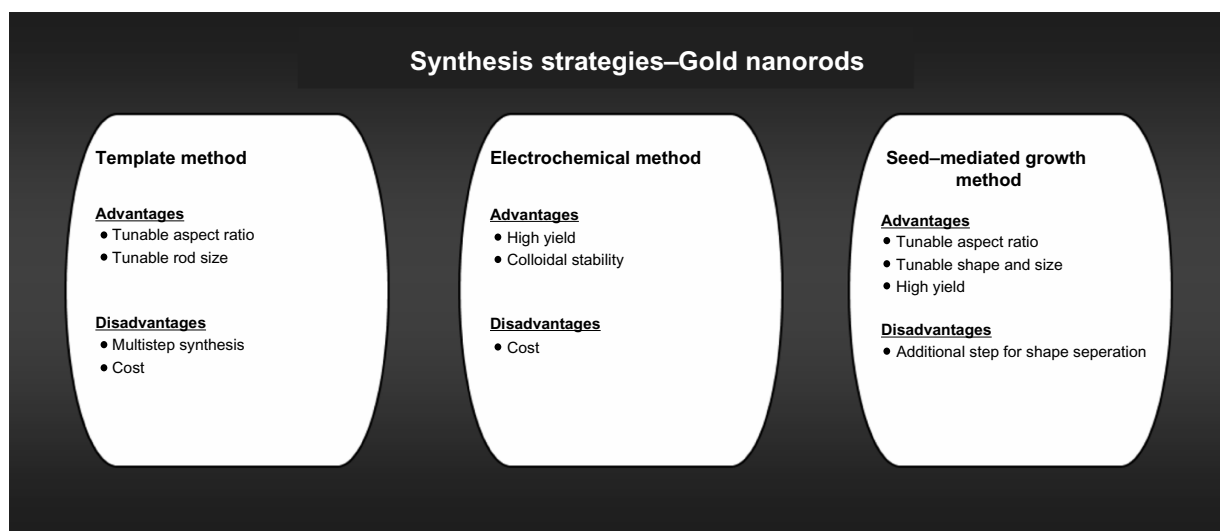 Synthesis strategies–Gold nanorods
Template method
Advantages
• Tunable aspect ratio
• Tunable rod size
Disadvantages
• Multistep synthesis
• Cost
Electrochemical method
Advantages
• High yield
• Colloidal stability
Disadvantages
• Cost
Seed–mediated growth
method
Advantages
• Tunable aspect ratio
• Tunable shape and size
• High yield
Disadvantages
• Additional step for shape seperation